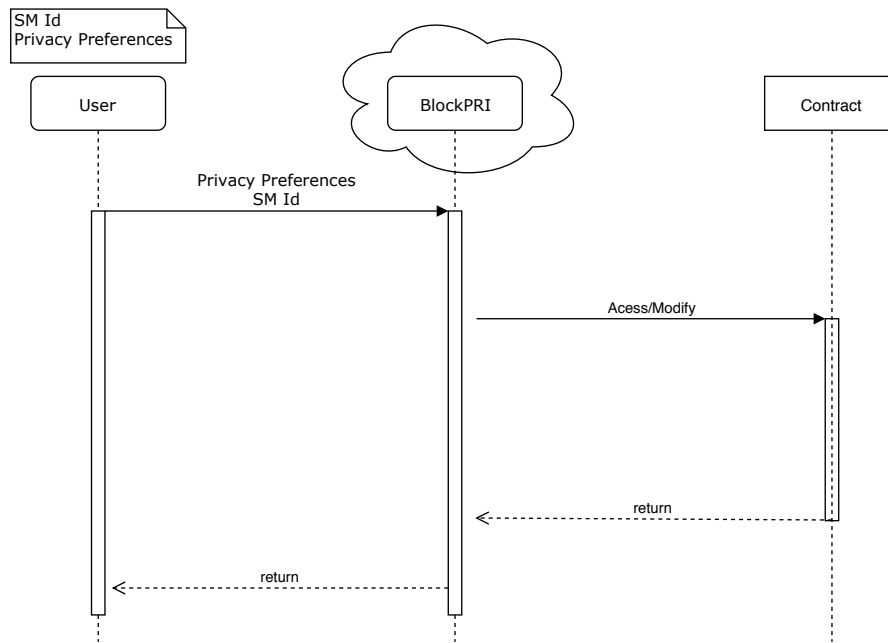 SM Id
Privacy Preferences
User
BlockPRI
Contract
Privacy Preferences
SM Id
Acess/Modify
return
return